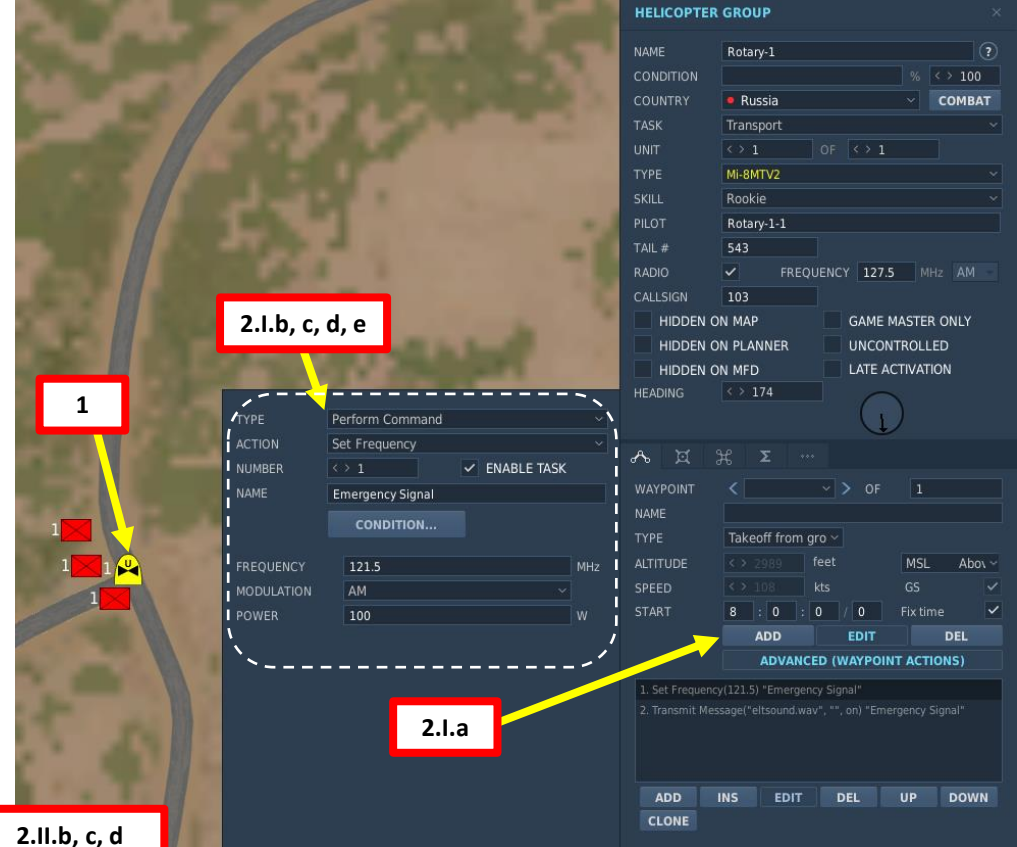 HELICOPTER GROUP ×
NAME Rotary-1 ?
CONDITION % < > 100
COUNTRY Russia COMBAT
TASK Transport
UNIT < > 1 OF < > 1
TYPE Mi-8MTV2
SKILL Rookie
PILOT Rotary-1-1
TAIL # 543
RADIO FREQUENCY 127.5 MHz AM
CALLSIGN 103
HIDDEN ON MAP GAME MASTER ONLY
HIDDEN ON PLANNER UNCONTROLLED
HIDDEN ON MFD LATE ACTIVATION
HEADING < > 174
2.I.b, c, d, e
1
TYPE Perform Command
ACTION Set Frequency
NUMBER < > 1 ENABLE TASK
NAME Emergency Signal
CONDITION...
FREQUENCY 121.5 MHz
MODULATION AM
POWER 100 W
1
1
1 U
1
Σ ...
WAYPOINT < > OF 1
NAME
TYPE Takeoff from gro
ALTITUDE < > 2989 feet MSL Abov
SPEED < > 108 kts GS
START 8 : 0 : 0 / 0 Fix time
ADD EDIT DEL
ADVANCED (WAYPOINT ACTIONS)
1. Set Frequency(121.5) "Emergency Signal"
2. Transmit Message("eltsound.wav", "", on) "Emergency Signal"
2.I.a
ADD INS EDIT DEL UP DOWN
CLONE
2.II.b, c, d